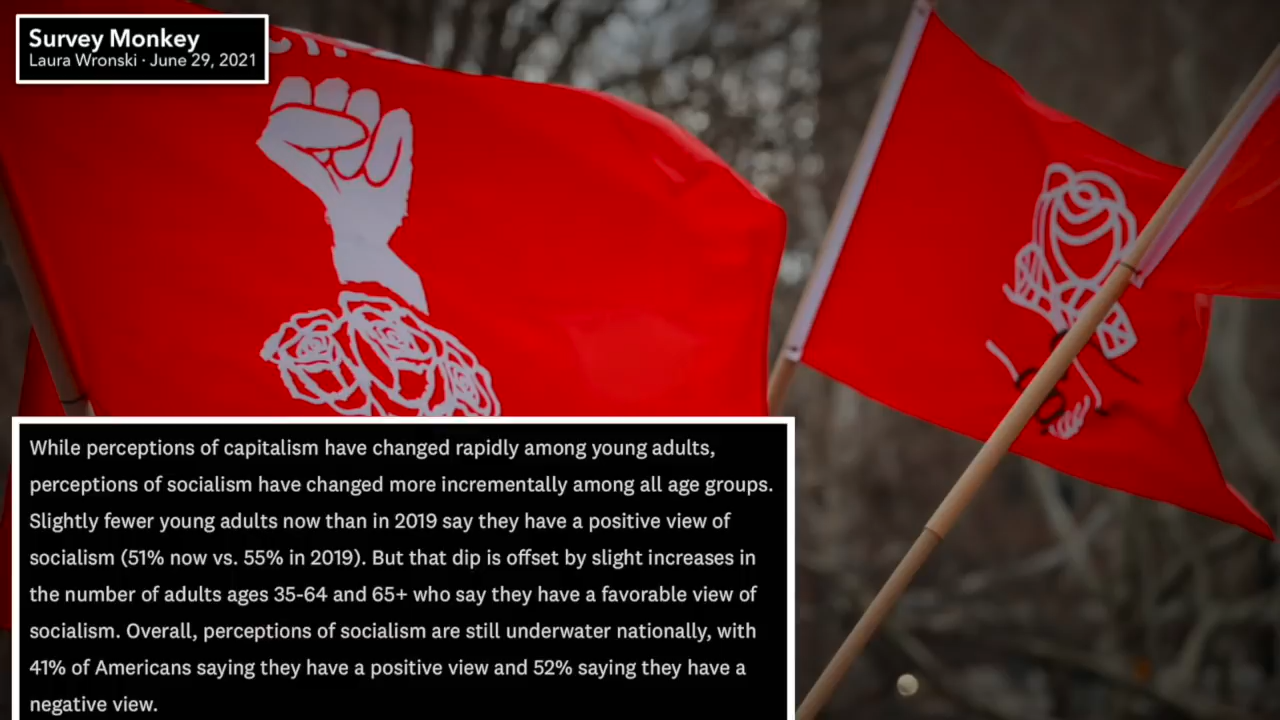 Survey Monkey
Laura Wronski · June 29, 2021
While perceptions of capitalism have changed rapidly among young adults,
perceptions of socialism have changed more incrementally among all age groups.
Slightly fewer young adults now than in 2019 say they have a positive view of
socialism (51% now vs. 55% in 2019). But that dip is offset by slight increases in
the number of adults ages 35-64 and 65+ who say they have a favorable view of
socialism. Overall, perceptions of socialism are still underwater nationally, with
41% of Americans saying they have a positive view and 52% saying they have a
negative view.